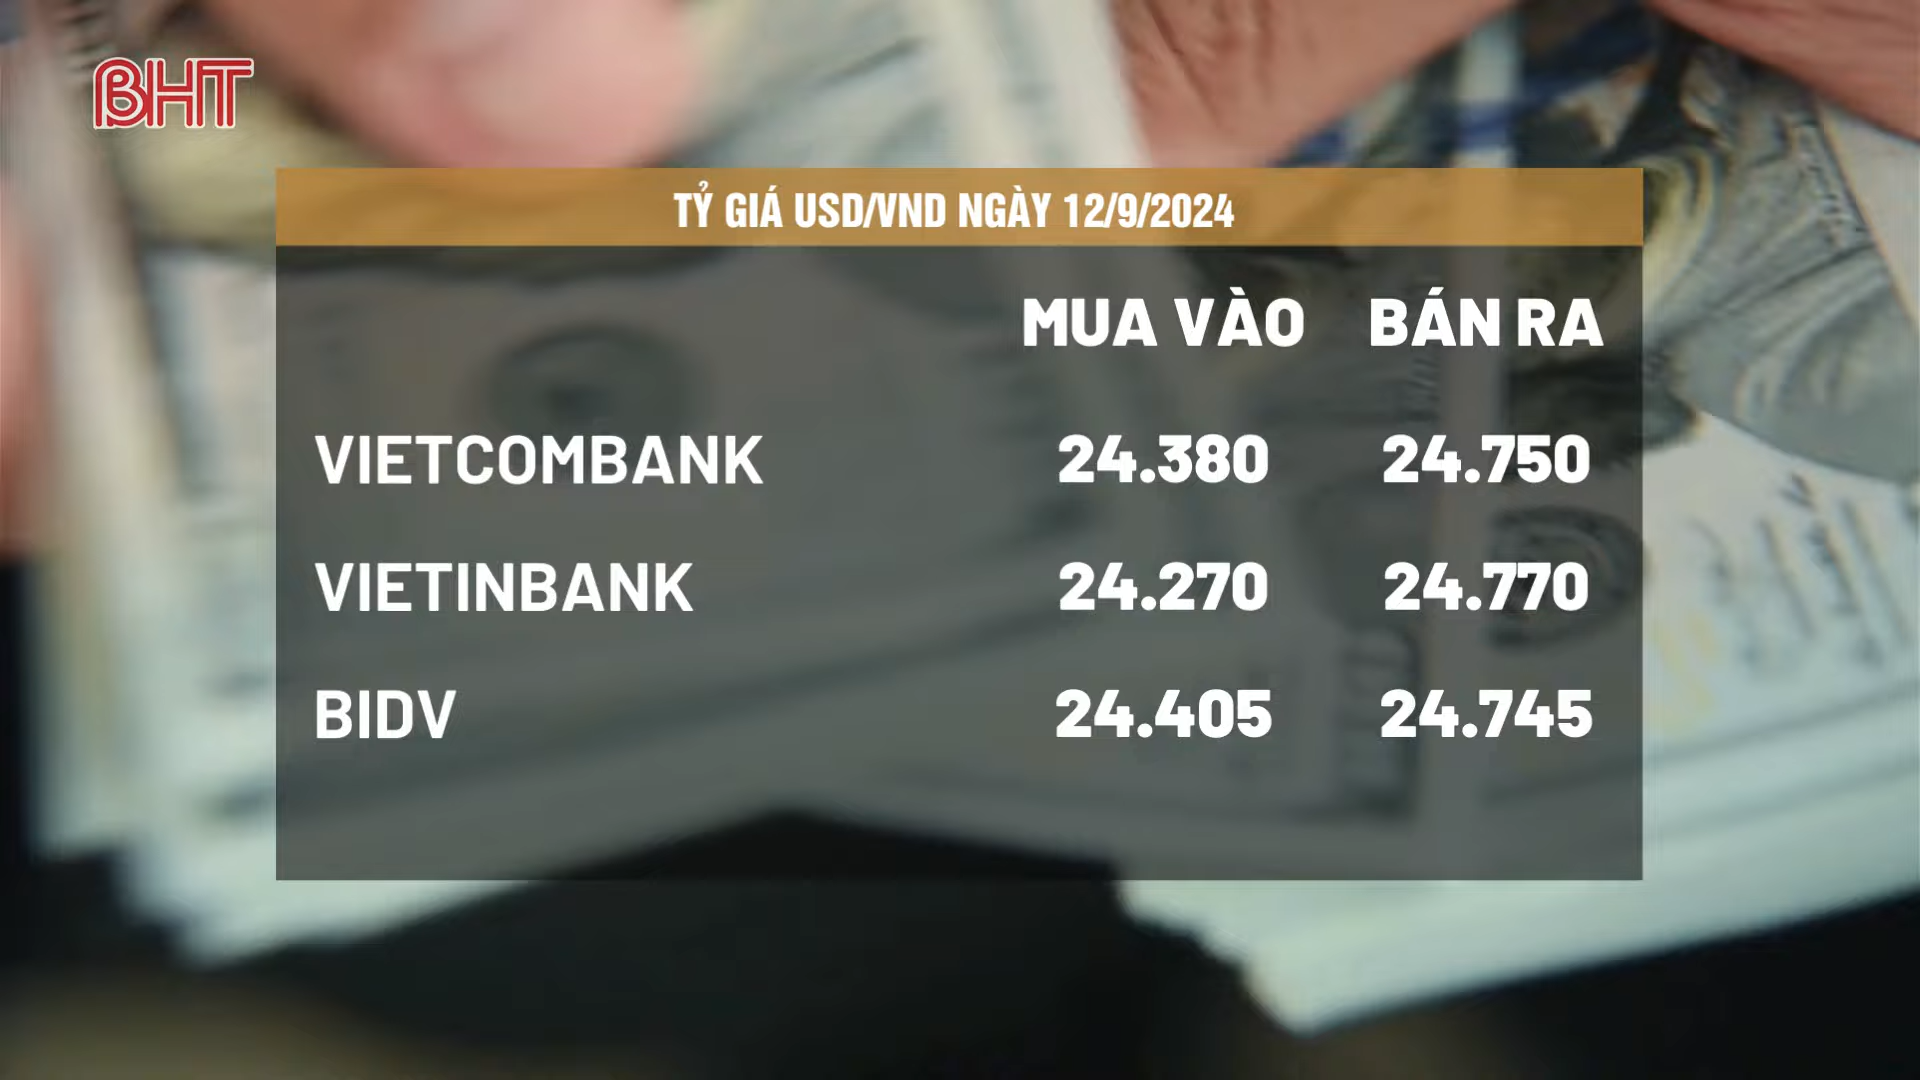 BHT
TỶ GIÁ USD/VND NGÀY 12/9/2024
MUA VÀO BÁN RA
VIETCOMBANK 24.380 24.750
VIETINBANK 24.270 24.770
BIDV 24.405 24.745